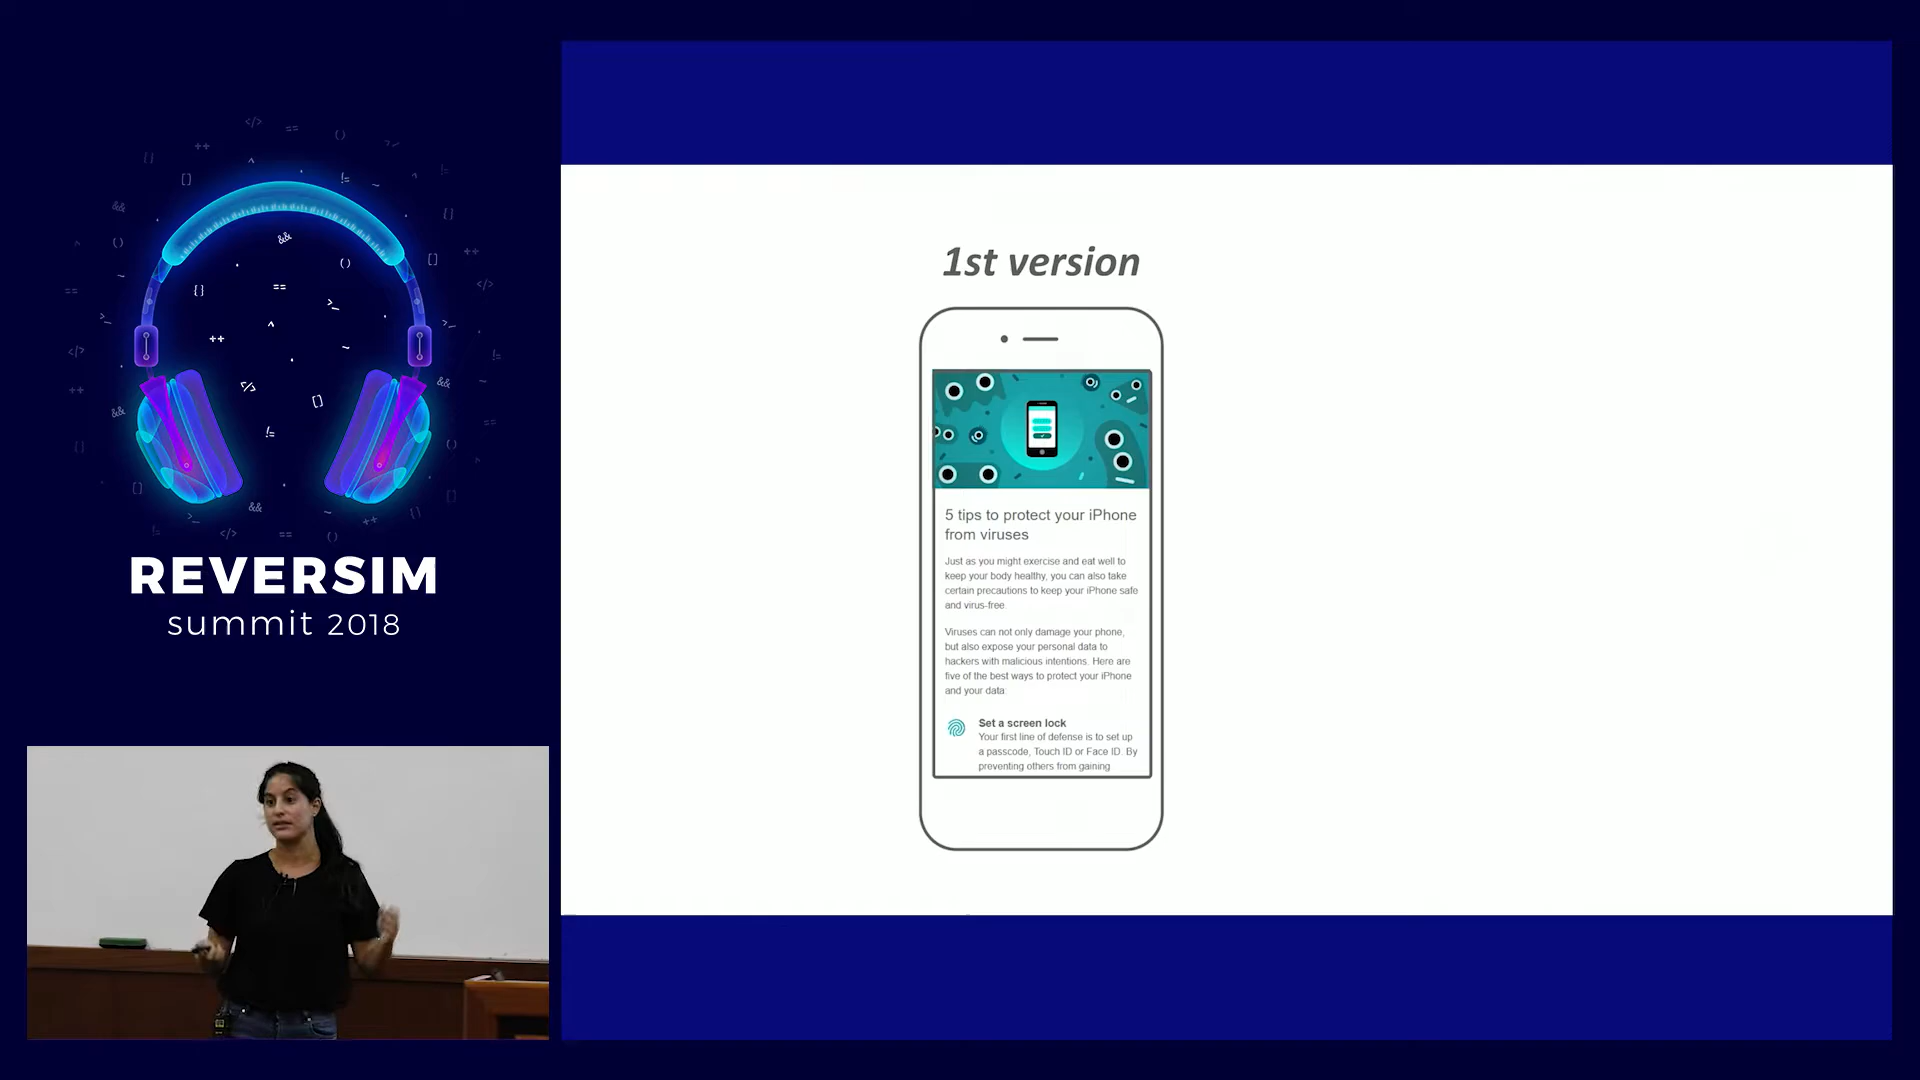 REVERSIM
summit 2018
1st version
5 tips to protect your iPhone
from viruses
Just as you might exercise and eat well to
keep your body healthy, you can also take
certain precautions to keep your iPhone safe
and virus-free
Viruses can not only damage your phone,
but also expose your personal data to
hackers with malicious intentions. Here are
five of the best ways to protect your iPhone
and your data
Set a screen lock
Your first line of defense is to set up
a passcode, Touch ID or Face ID. By
preventing others from gaining